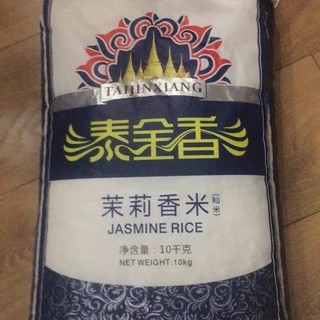 TAIJINXIANG
泰金香
茉莉香米 籼米
JASMINE RICE
净含量：10千克
NET WEIGHT:10kg